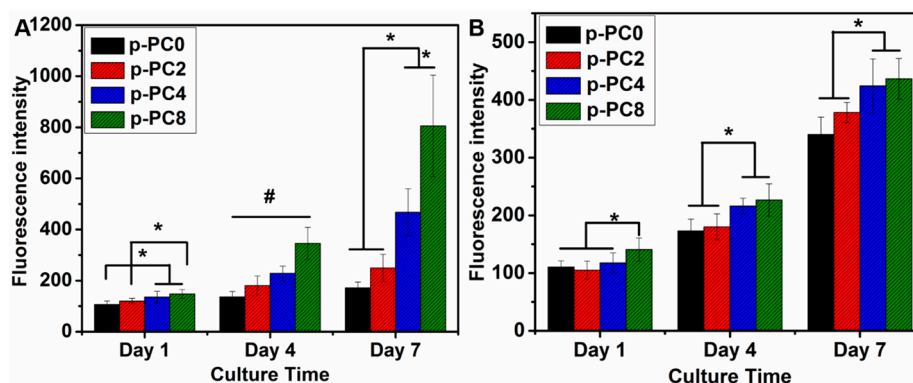 A
1200
1000
800
600
400
200
0
Fluorescence intensity
p-PC0
p-PC2
p-PC4
p-PC8
*
*
#
*
*
Day 1
Day 4
Day 7
Culture Time
B
500
400
300
200
100
0
Fluorescence intensity
p-PC0
p-PC2
p-PC4
p-PC8
*
*
*
Day 1
Day 4
Day 7
Culture Time